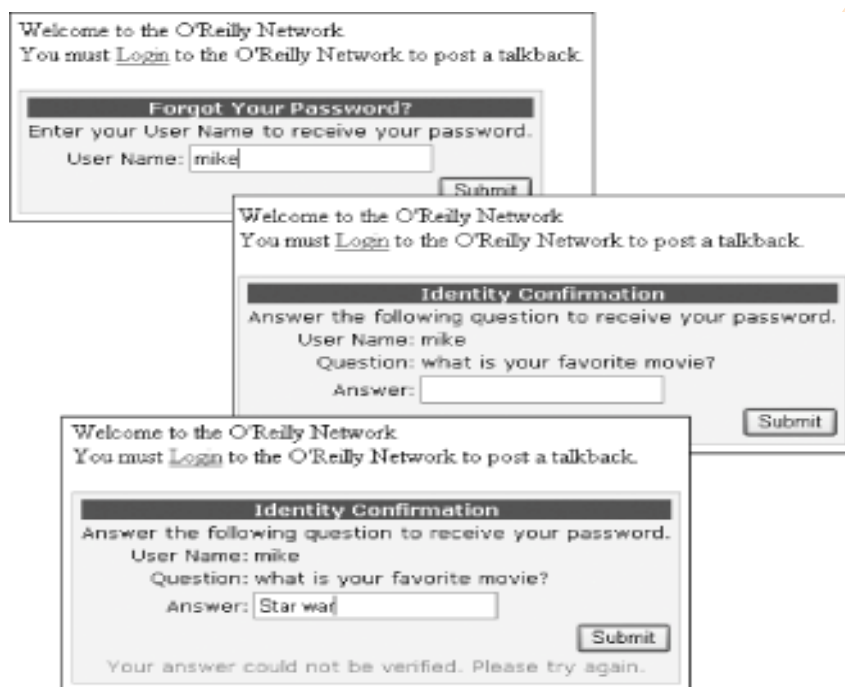 Welcome to the O'Reilly Network
You must Login to the O'Reilly Network to post a talkback.
Forgot Your Password?
Enter your User Name to receive your password.
User Name: mike
Submit
Welcome to the O'Reilly Network
You must Login to the O'Reilly Network to post a talkback.
Identity Confirmation
Answer the following question to receive your password.
User Name: mike
Question: what is your favorite movie?
Answer:
Submit
Welcome to the O'Reilly Network
You must Login to the O'Reilly Network to post a talkback.
Identity Confirmation
Answer the following question to receive your password.
User Name: mike
Question: what is your favorite movie?
Answer: Star war
Submit
Your answer could not be verified. Please try again.